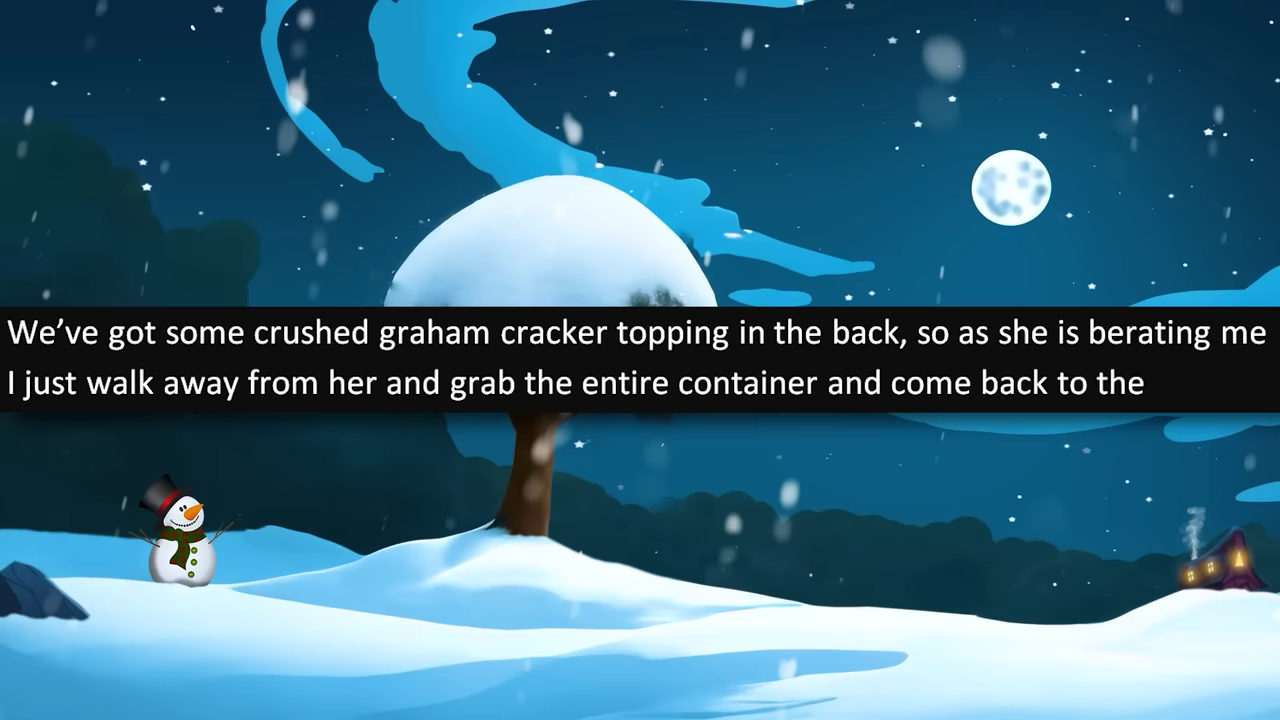 We’ve got some crushed graham cracker topping in the back, so as she is berating me
I just walk away from her and grab the entire container and come back to the